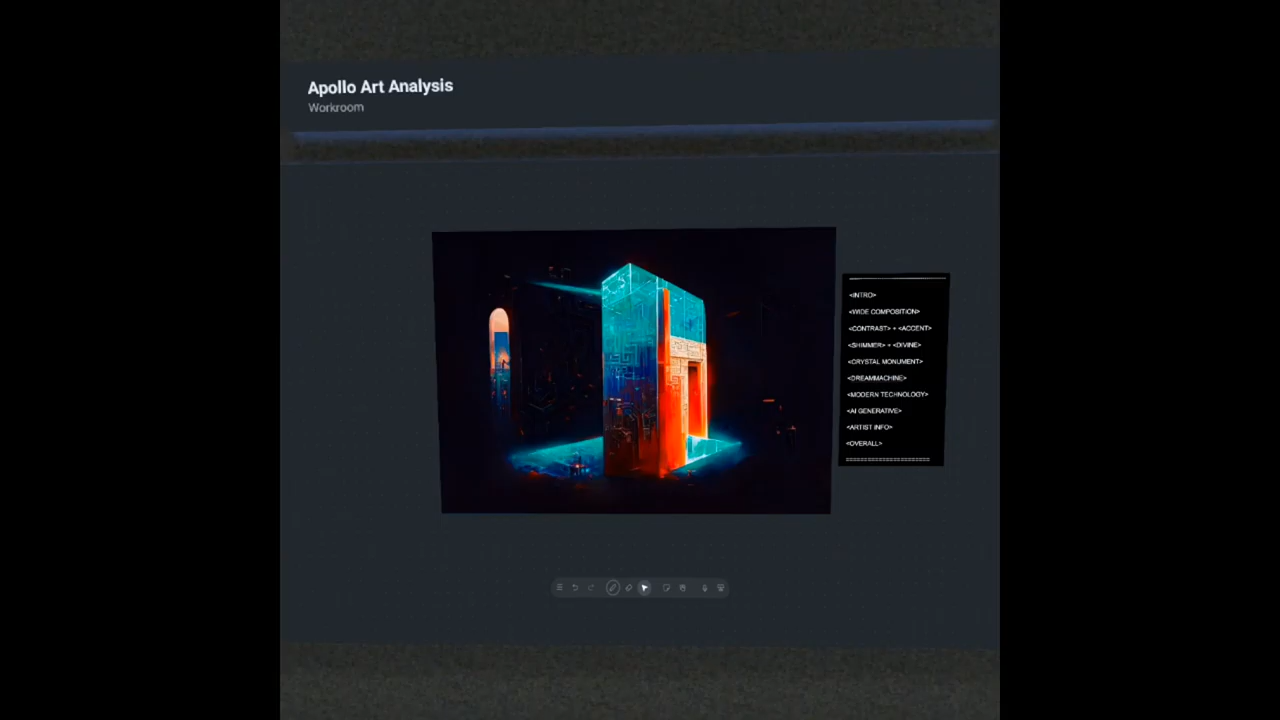 Apollo Art Analysis
Workroom
<INTRO>
<WIDE COMPOSITION>
<CONTRAST> + <ACCENT>
<SHIMMER> + <DIVINE>
<CRYSTAL MONUMENT>
<DREAMMACHINE>
<MODERN TECHNOLOGY>
<AI GENERATIVE>
<ARTIST INFO>
<OVERALL>